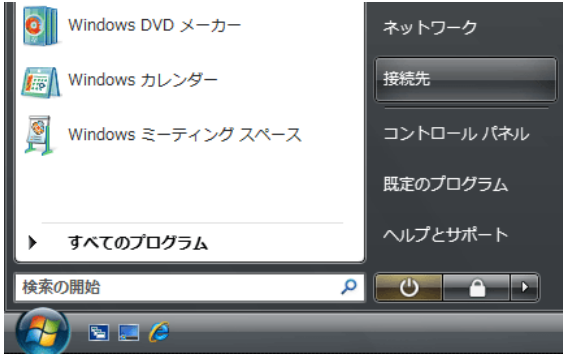 Windows DVD メーカー
Windows カレンダー
Windows ミーティング スペース
すべてのプログラム
検索の開始
ネットワーク
接続先
コントロール パネル
既定のプログラム
ヘルプとサポート